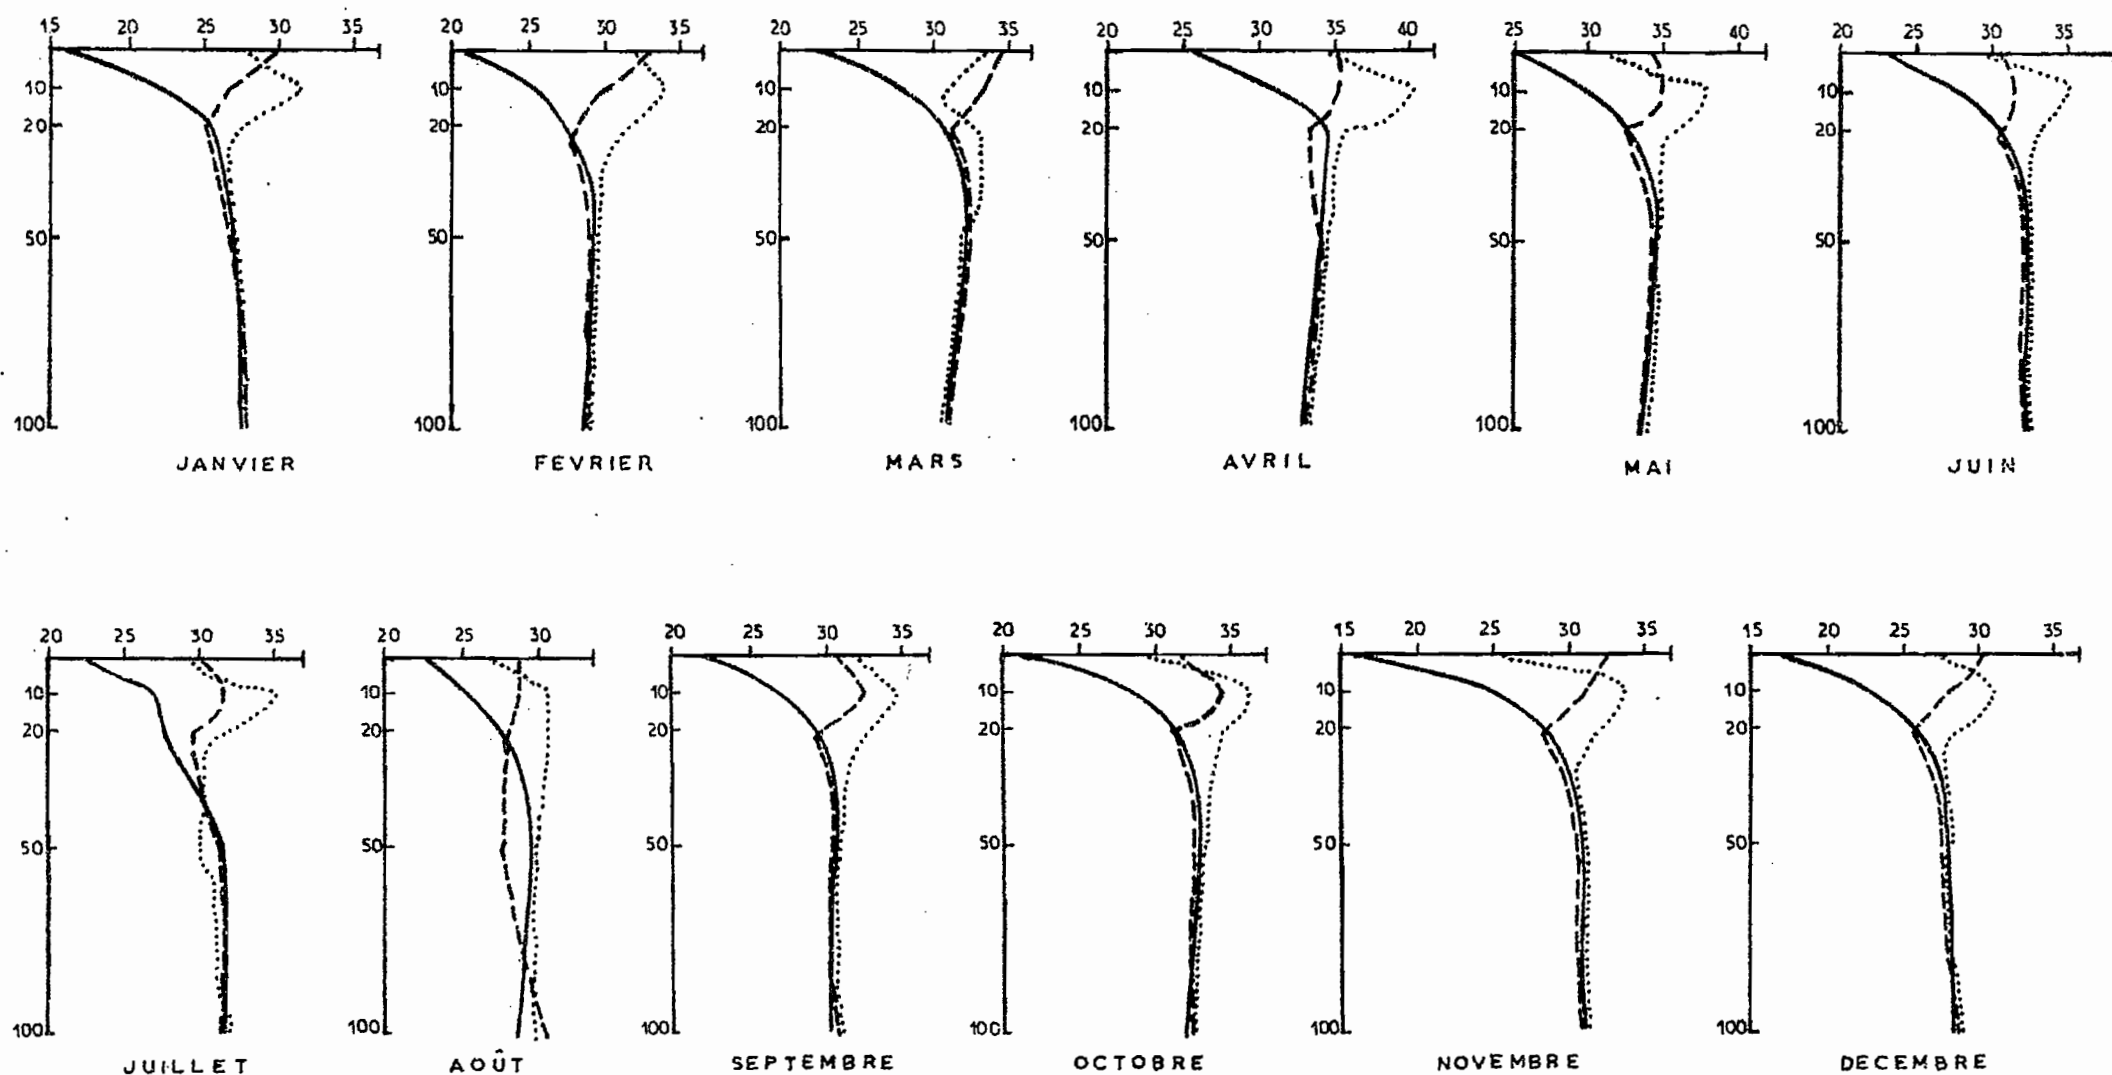 15 20 25 30 35
10
20
50
100
JANVIER
20 25 30 35
10
20
50
100
FEVRIER
20 25 30 35
10
20
50
100
MARS
20 25 30 35 40
10
20
50
100
AVRIL
25 30 35 40
10
20
50
100
MAI
20 25 30 35
10
20
50
100
JUIN
20 25 30 35
10
20
50
100
JUILLET
20 25 30
10
20
50
100
AOÛT
20 25 30 35
10
20
50
100
SEPTEMBRE
20 25 30 35
10
20
50
100
OCTOBRE
15 20 25 30 35
10
20
50
100
NOVEMBRE
15 20 25 30 35
10
20
50
100
DECEMBRE